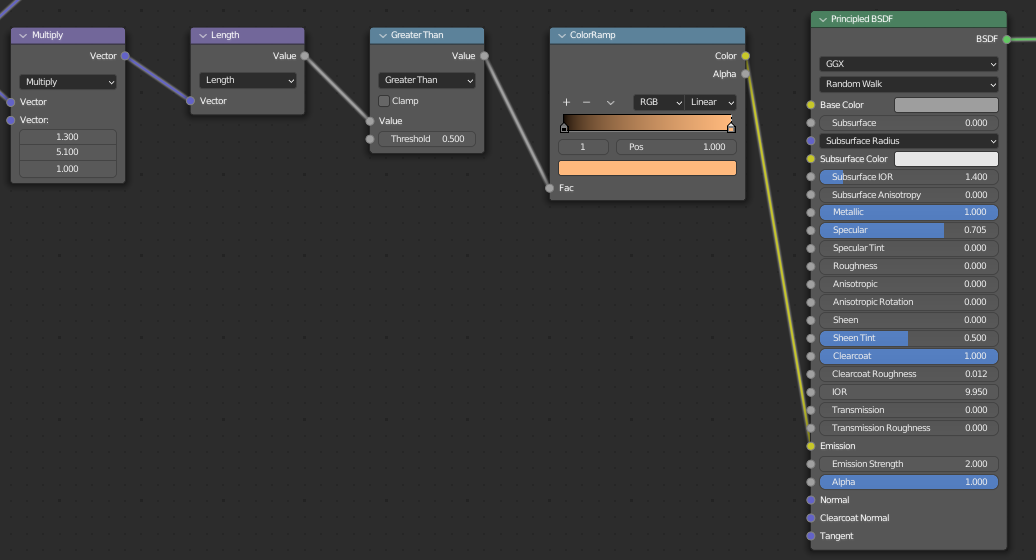 Multiply
Vector
Multiply
Vector
Vector:
1.300
5.100
1.000
Length
Value
Length
Vector
Greater Than
Value
Greater Than
Clamp
Value
Threshold 0.500
ColorRamp
Color
Alpha
+ − RGB Linear
1 Pos 1.000
Fac
Principled BSDF
BSDF
GGX
Random Walk
Base Color
Subsurface 0.000
Subsurface Radius
Subsurface Color
Subsurface IOR 1.400
Subsurface Anisotropy 0.000
Metallic 1.000
Specular 0.705
Specular Tint 0.000
Roughness 0.000
Anisotropic 0.000
Anisotropic Rotation 0.000
Sheen 0.000
Sheen Tint 0.500
Clearcoat 1.000
Clearcoat Roughness 0.012
IOR 9.950
Transmission 0.000
Transmission Roughness 0.000
Emission
Emission Strength 2.000
Alpha 1.000
Normal
Clearcoat Normal
Tangent